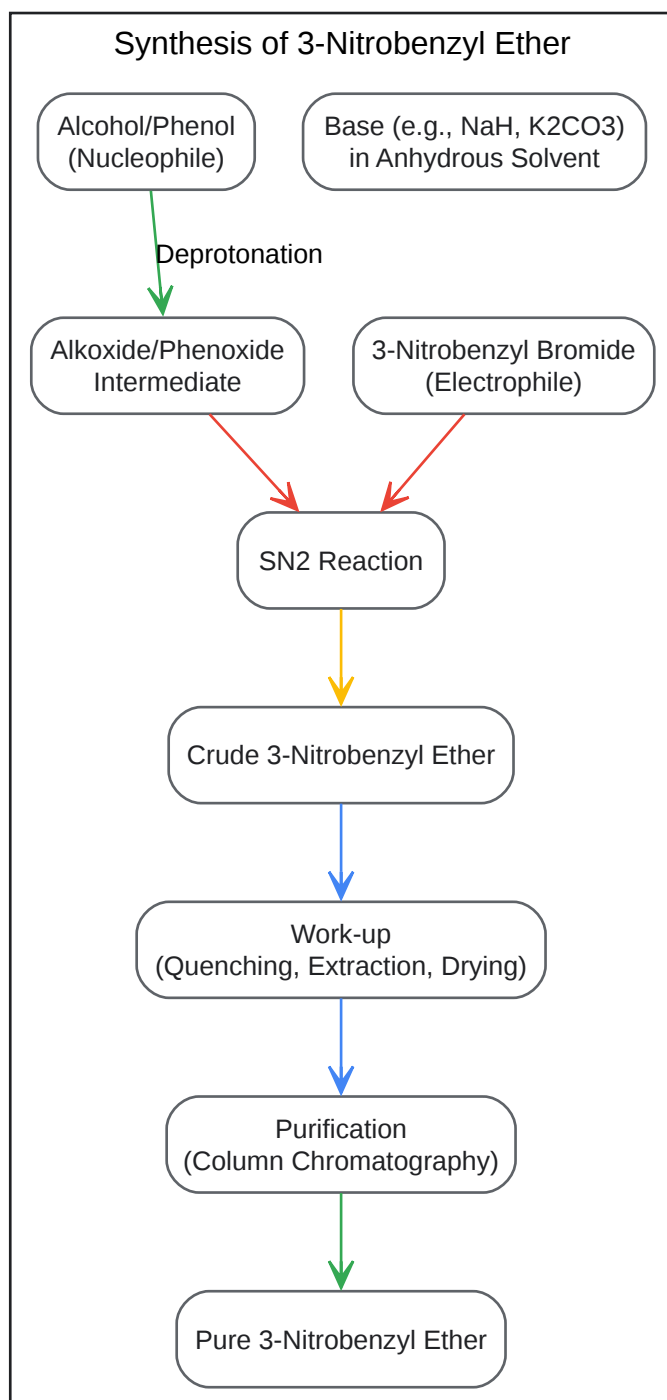 Synthesis of 3-Nitrobenzyl Ether
Alcohol/Phenol
(Nucleophile)
Base (e.g., NaH, K2CO3)
in Anhydrous Solvent
Deprotonation
Alkoxide/Phenoxide
Intermediate
3-Nitrobenzyl Bromide
(Electrophile)
SN2 Reaction
Crude 3-Nitrobenzyl Ether
Work-up
(Quenching, Extraction, Drying)
Purification
(Column Chromatography)
Pure 3-Nitrobenzyl Ether